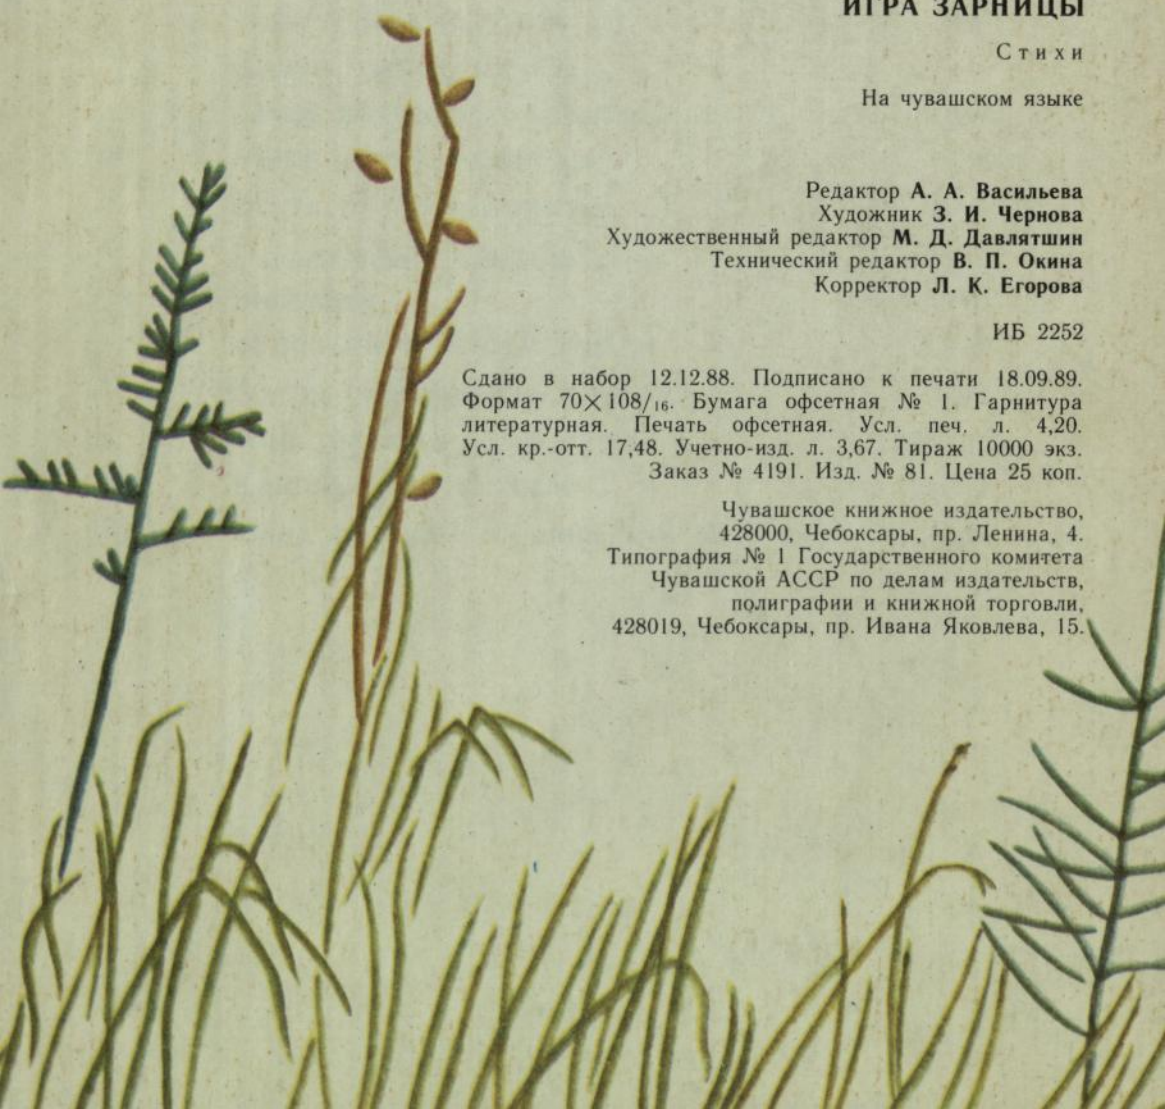 ИГРА ЗАРНИЦЫ
Стихи
На чувашском языке
Редактор А. А. Васильева
Художник З. И. Чернова
Художественный редактор М. Д. Давлятшин
Технический редактор В. П. Окина
Корректор Л. К. Егорова
ИБ 2252
Сдано в набор 12.12.88. Подписано к печати 18.09.89.
Формат 70×108/16. Бумага офсетная № 1. Гарнитура
литературная. Печать офсетная. Усл. печ. л. 4,20.
Усл. кр.-отт. 17,48. Учетно-изд. л. 3,67. Тираж 10000 экз.
Заказ № 4191. Изд. № 81. Цена 25 коп.
Чувашское книжное издательство,
428000, Чебоксары, пр. Ленина, 4.
Типография № 1 Государственного комитета
Чувашской АССР по делам издательств,
полиграфии и книжной торговли,
428019, Чебоксары, пр. Ивана Яковлева, 15.